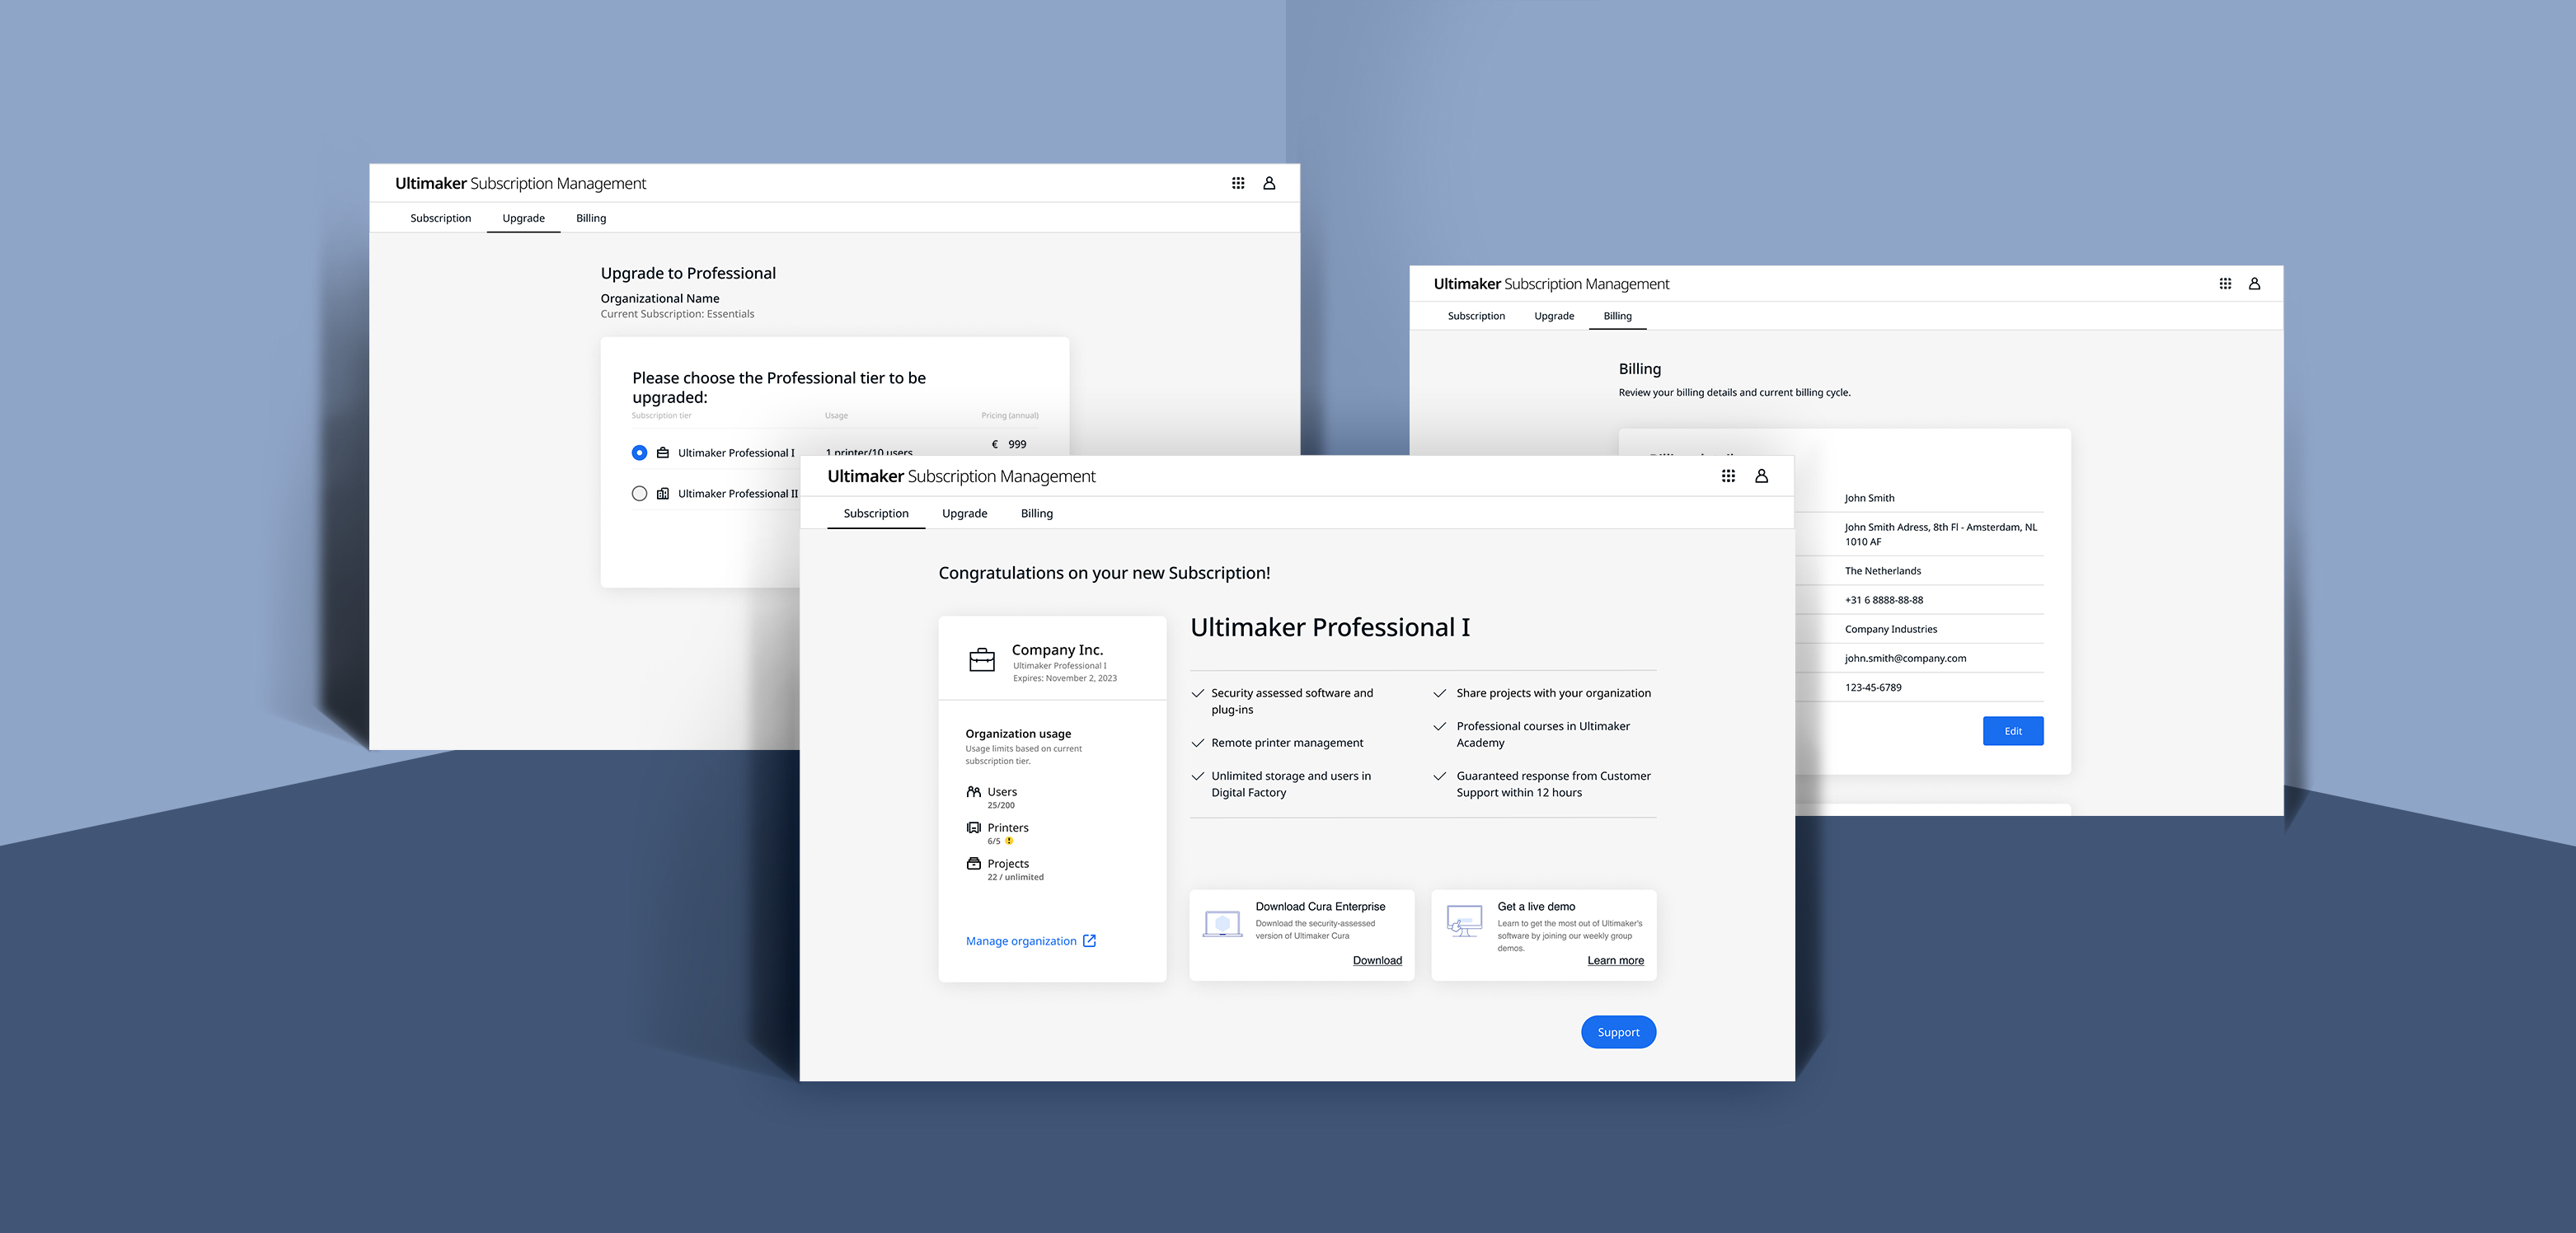 Ultimaker Subscription Management
Subscription Upgrade Billing
Upgrade to Professional
Organizational Name
Current Subscription: Essentials
Please choose the Professional tier to be
upgraded:
Subscription tier Usage Pricing (annual)
Ultimaker Professional I 1 printer/10 users € 999
Ultimaker Professional II
Ultimaker Subscription Management
Subscription Upgrade Billing
Billing
Review your billing details and current billing cycle.
John Smith
John Smith Adress, 8th Fl - Amsterdam, NL
1010 AF
The Netherlands
+31 6 8888-88-88
Company Industries
john.smith@company.com
123-45-6789
Edit
Ultimaker Subscription Management
Subscription Upgrade Billing
Congratulations on your new Subscription!
Company Inc.
Ultimaker Professional I
Expires: November 2, 2023
Organization usage
Usage limits based on current
subscription tier.
Users
25/200
Printers
6/5
Projects
22 / unlimited
Manage organization
Ultimaker Professional I
Security assessed software and
plug-ins
Remote printer management
Unlimited storage and users in
Digital Factory
Share projects with your organization
Professional courses in Ultimaker
Academy
Guaranteed response from Customer
Support within 12 hours
Download Cura Enterprise
Download the security-assessed
version of Ultimaker Cura
Download
Get a live demo
Learn to get the most out of Ultimaker's
software by joining our weekly group
demos.
Learn more
Support